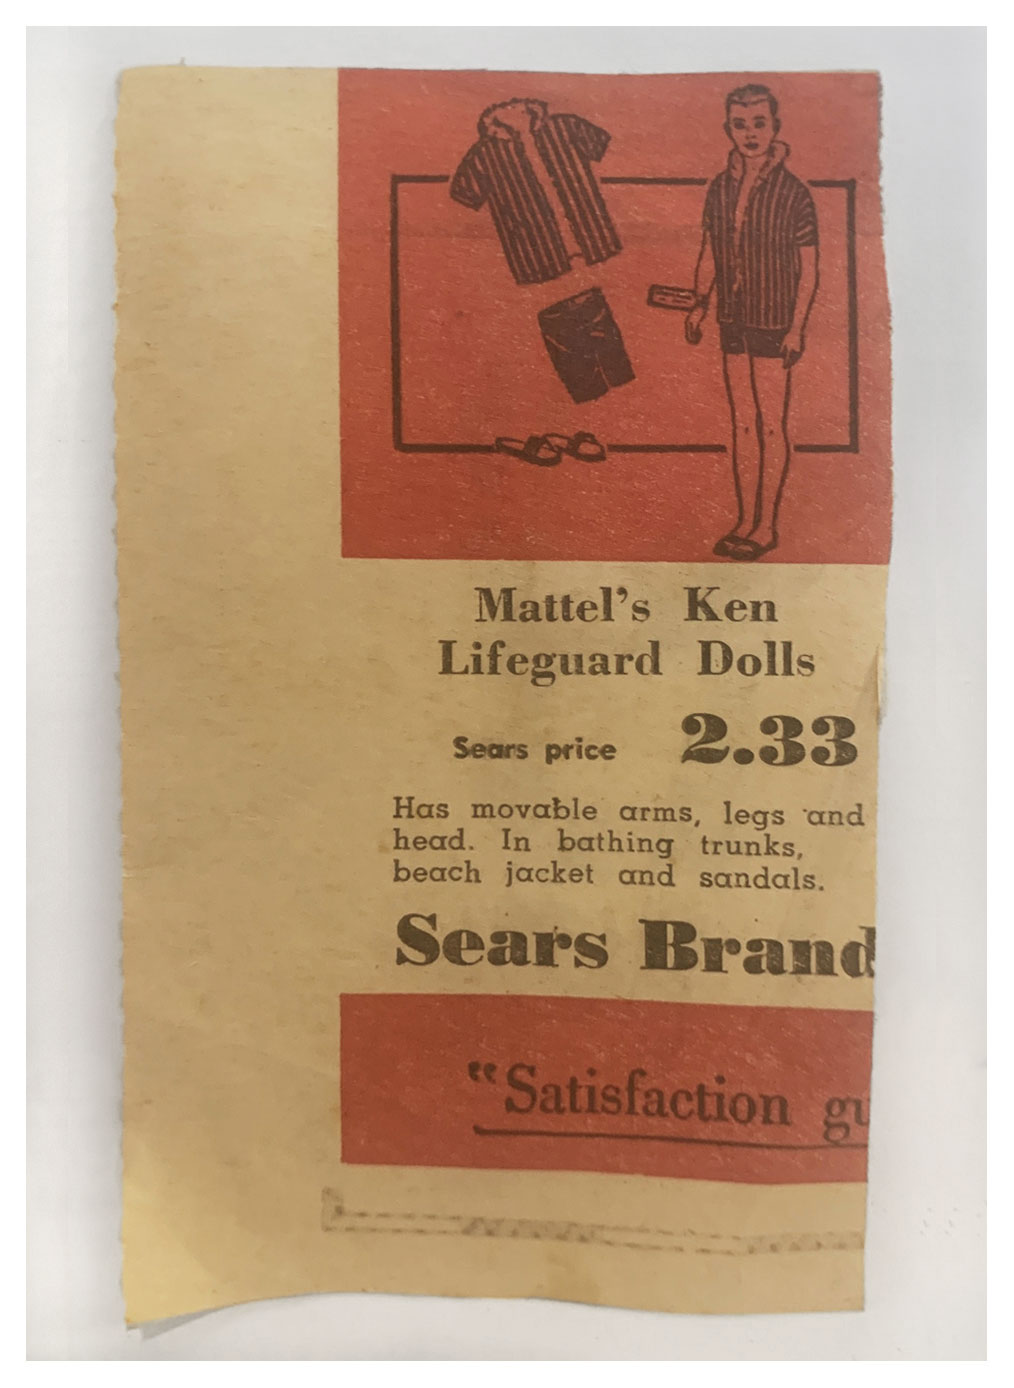 Mattel's Ken
Lifeguard Dolls
Sears price 2.33
Has movable arms, legs and
head. In bathing trunks,
beach jacket and sandals.
Sears Brand
"Satisfaction gu